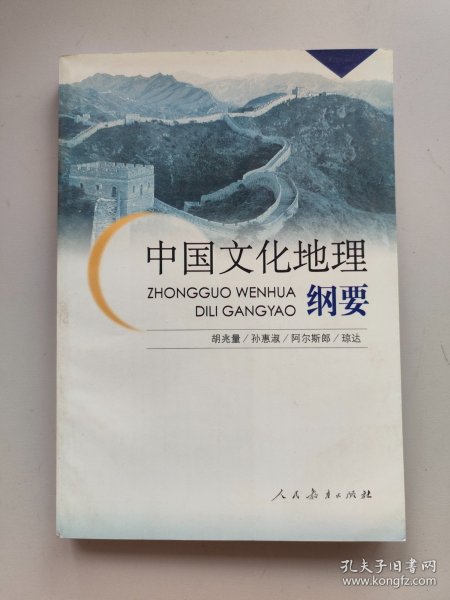 中国文化地理
ZHONGGUO WENHUA
DILI GANGYAO
纲要
胡兆量/孙惠淑/阿尔斯郎/琼达
人民教育出版社
孔夫子旧书网
www.kongfz.com